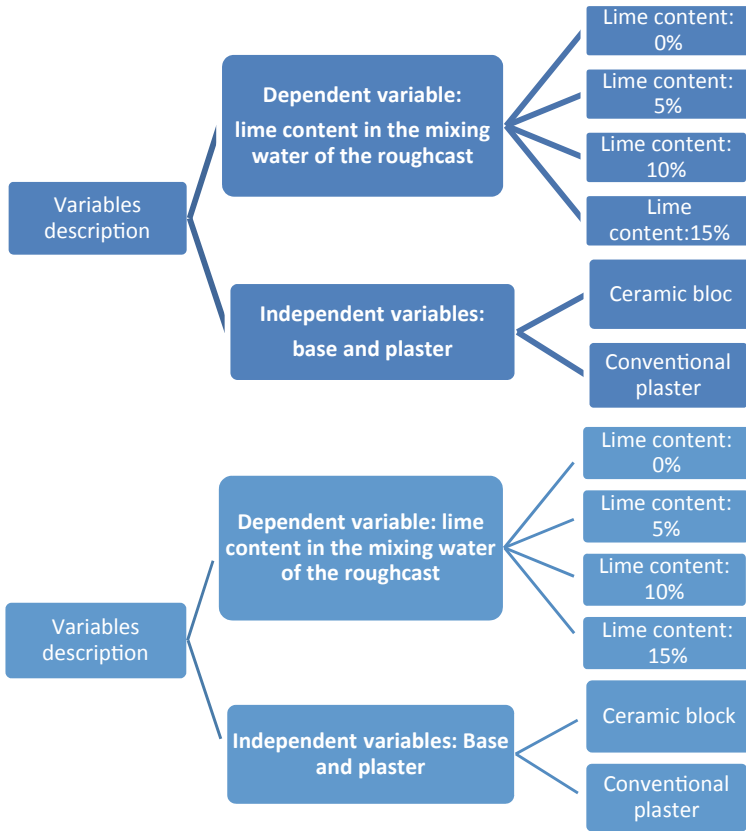 Variables
description
Dependent variable:
lime content in the mixing
water of the roughcast
Lime content:
0%
Lime content:
5%
Lime content:
10%
Lime
content:15%
Independent variables:
base and plaster
Ceramic bloc
Conventional
plaster
Variables
description
Dependent variable: lime
content in the mixing water
of the roughcast
Lime content:
0%
Lime content:
5%
Lime content:
10%
Lime content:
15%
Independent variables: Base
and plaster
Ceramic block
Conventional
plaster